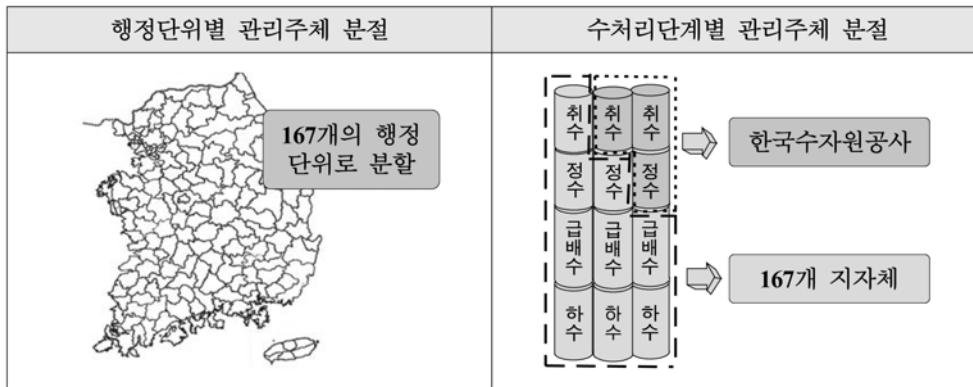 행정단위별 관리주체 분절
수처리단계별 관리주체 분절
167개의 행정
단위로 분할
취수 취수 취수
정수 정수 정수
급배수 급배수 급배수
하수 하수 하수
한국수자원공사
167개 지자체